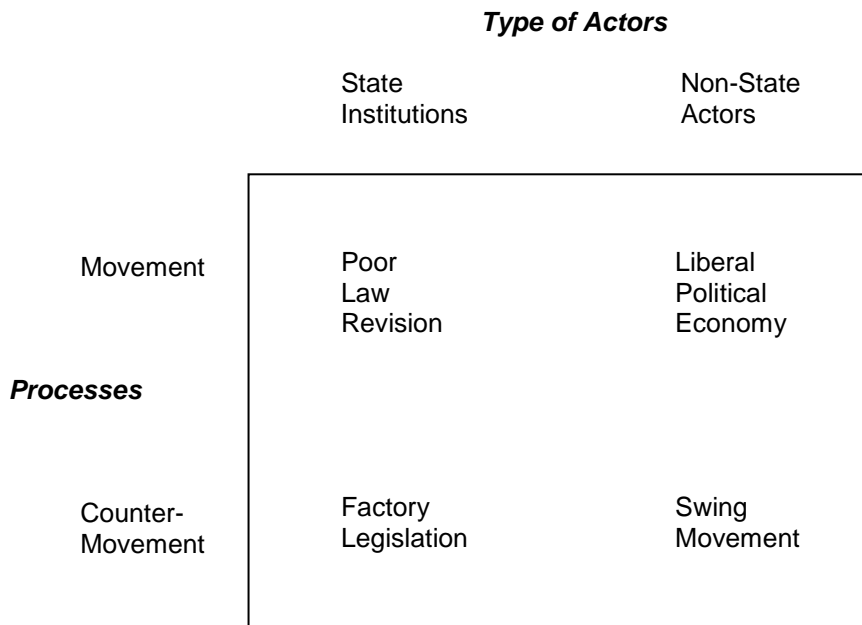 Type of Actors
State Non-State
Institutions Actors
Movement Poor Liberal
Law Political
Revision Economy
Processes
Counter- Factory Swing
Movement Legislation Movement